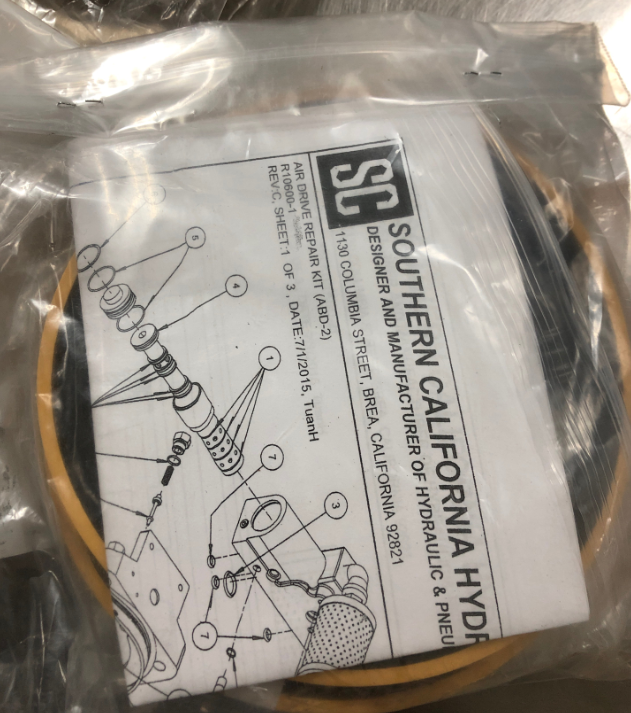 SC
SOUTHERN CALIFORNIA HYDR
DESIGNER AND MANUFACTURER OF HYDRAULIC & PNEU
1130 COLUMBIA STREET, BREA, CALIFORNIA 92821
AIR DRIVE REPAIR KIT (ABD-2)
R10600-1
REV:C, SHEET:1 OF 3 , DATE:7/1/2015, TuanH
5
4
1
7
3
7